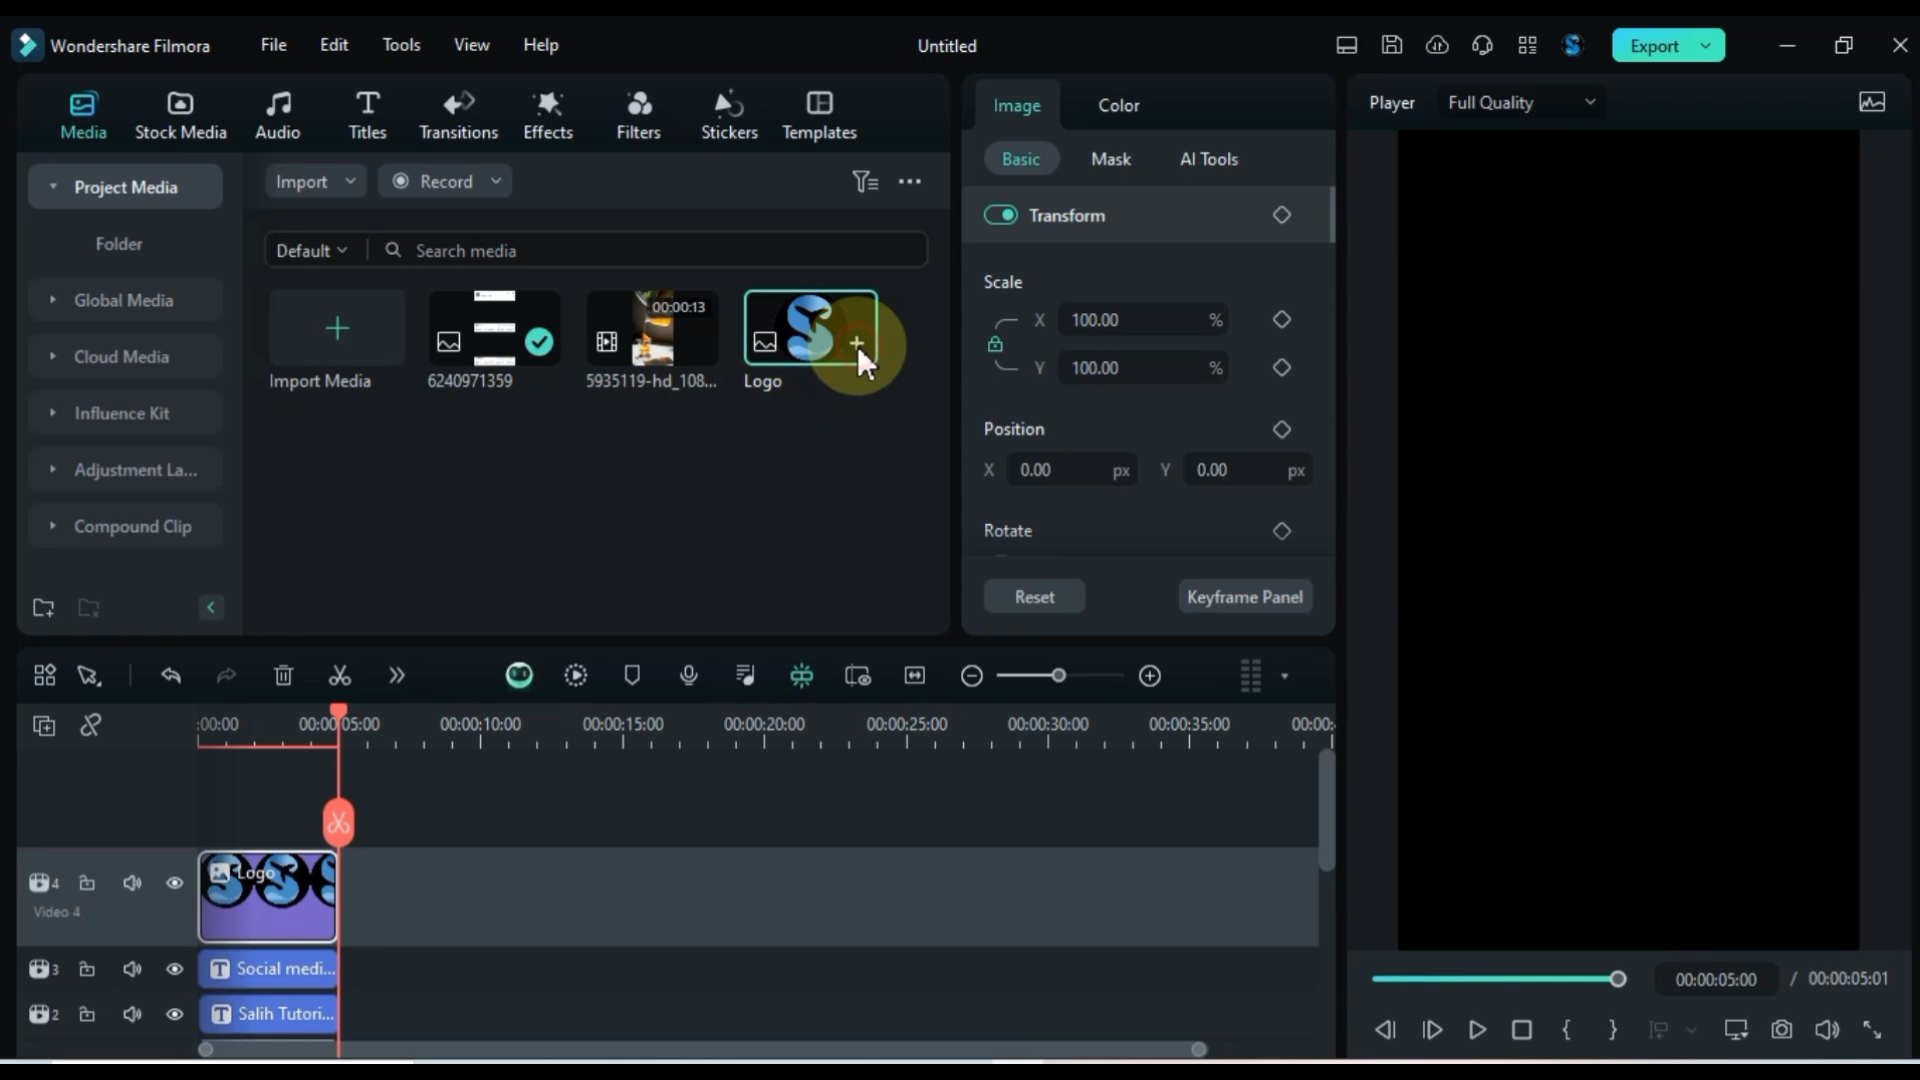 Wondershare Filmora File Edit Tools View Help Untitled Export
Media Stock Media Audio Titles Transitions Effects Filters Stickers Templates
Image Color
Player Full Quality
Basic Mask AI Tools
Project Media
Import Record
Folder
Default Search media
Transform
Global Media
Scale
X 100.00 %
Y 100.00 %
Cloud Media
00:00:13
Import Media 6240971359 5935119-hd_108... Logo
Influence Kit
Position
X 0.00 px Y 0.00 px
Adjustment La...
Compound Clip
Rotate
Reset Keyframe Panel
:00:00 00:00:05:00 00:00:10:00 00:00:15:00 00:00:20:00 00:00:25:00 00:00:30:00 00:00:35:00 00:00:
4 Logo
Video 4
3 Social medi...
2 Salih Tutori...
00:00:05:00 / 00:00:05:01